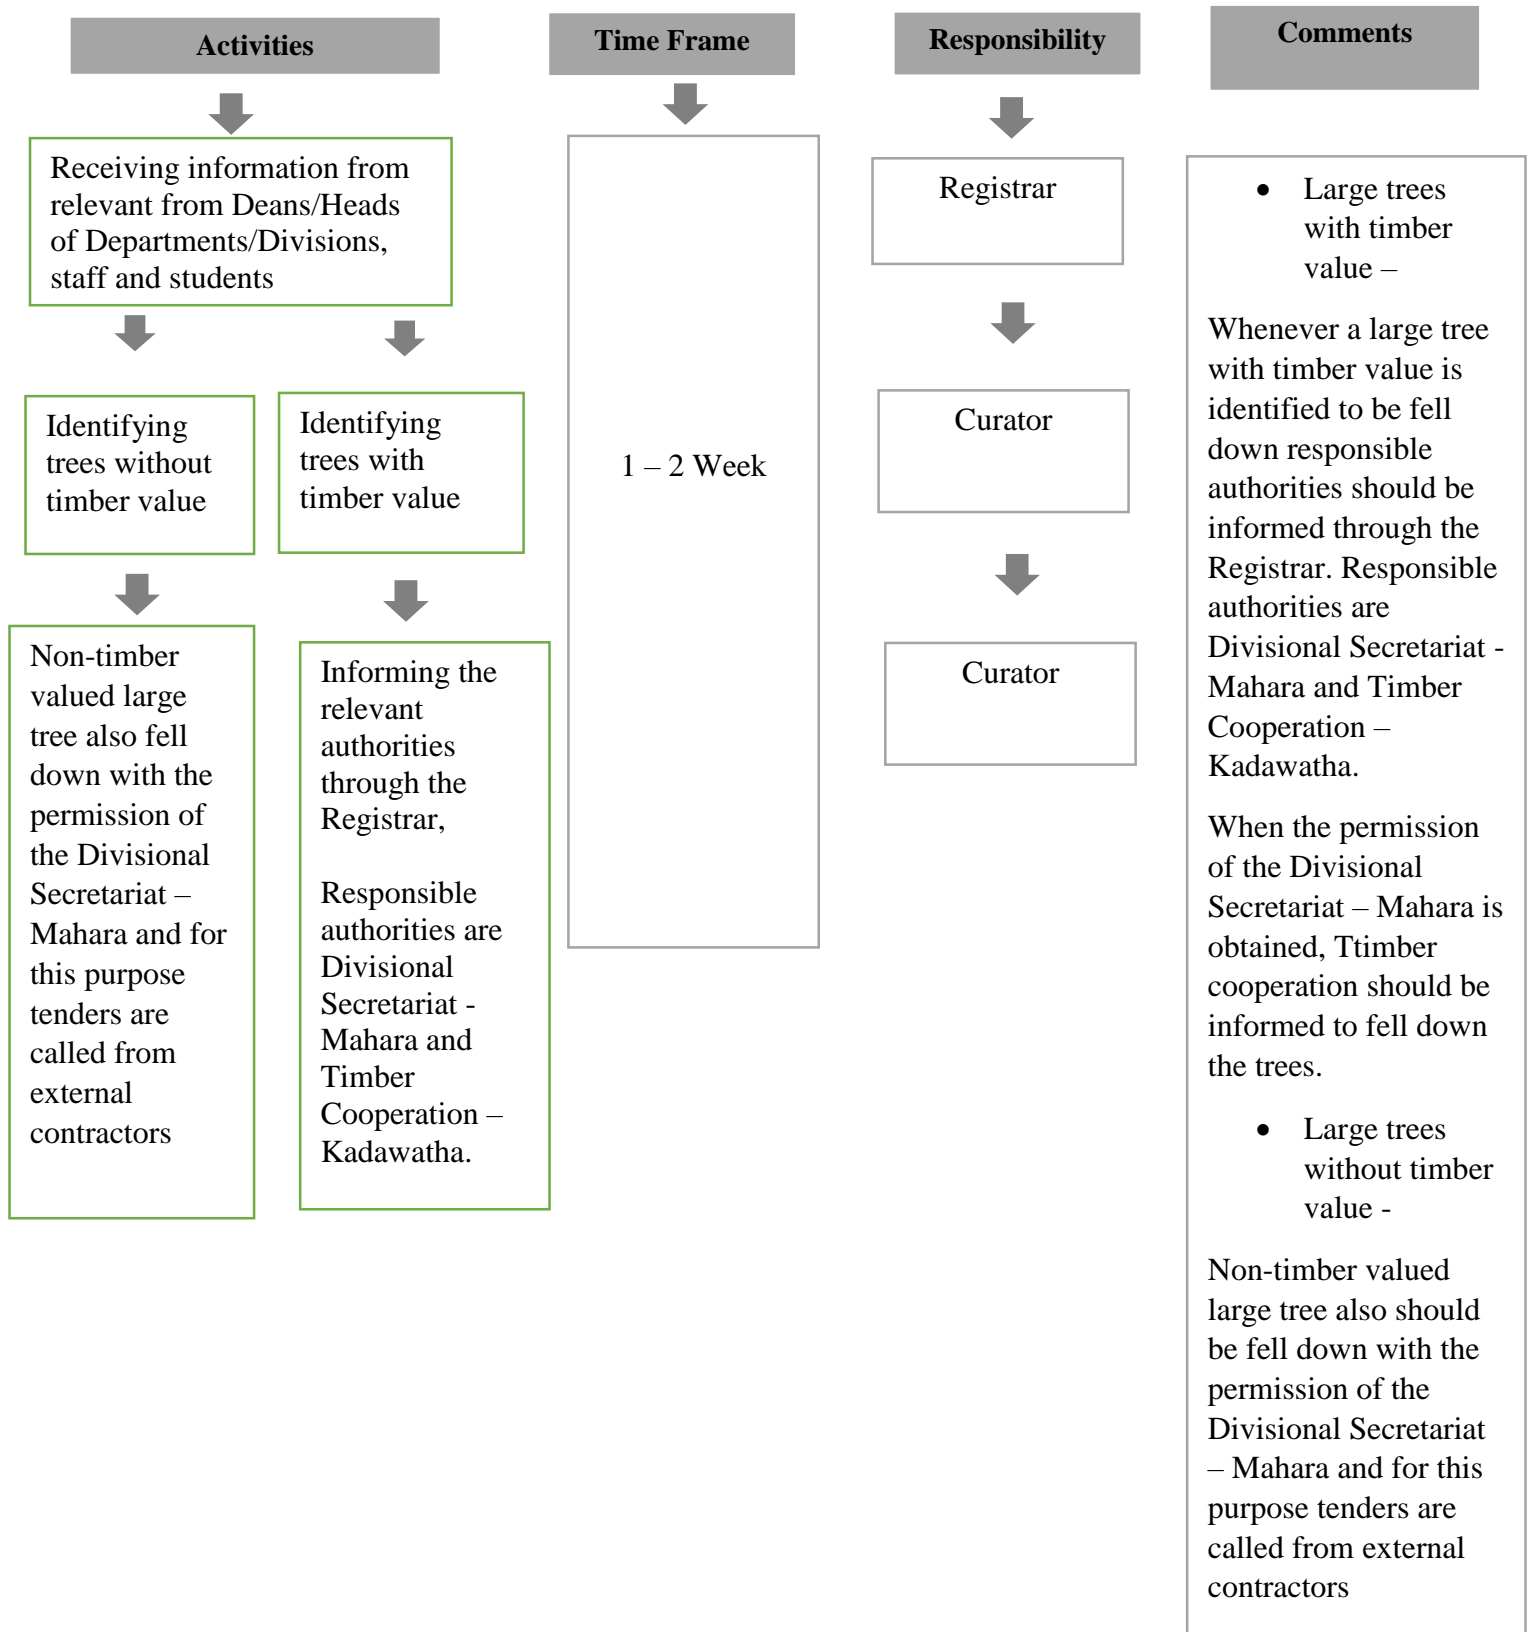 Activities
Time Frame
Responsibility
Comments
Receiving information from
relevant from Deans/Heads
of Departments/Divisions,
staff and students
Identifying
trees without
timber value
Identifying
trees with
timber value
Non-timber
valued large
tree also fell
down with the
permission of
the Divisional
Secretariat –
Mahara and for
this purpose
tenders are
called from
external
contractors
Informing the
relevant
authorities
through the
Registrar,
Responsible
authorities are
Divisional
Secretariat -
Mahara and
Timber
Cooperation –
Kadawatha.
1 – 2 Week
Registrar
Curator
Curator
• Large trees
with timber
value –
Whenever a large tree
with timber value is
identified to be fell
down responsible
authorities should be
informed through the
Registrar. Responsible
authorities are
Divisional Secretariat -
Mahara and Timber
Cooperation –
Kadawatha.
When the permission
of the Divisional
Secretariat – Mahara is
obtained, Ttimber
cooperation should be
informed to fell down
the trees.
• Large trees
without timber
value -
Non-timber valued
large tree also should
be fell down with the
permission of the
Divisional Secretariat
– Mahara and for this
purpose tenders are
called from external
contractors